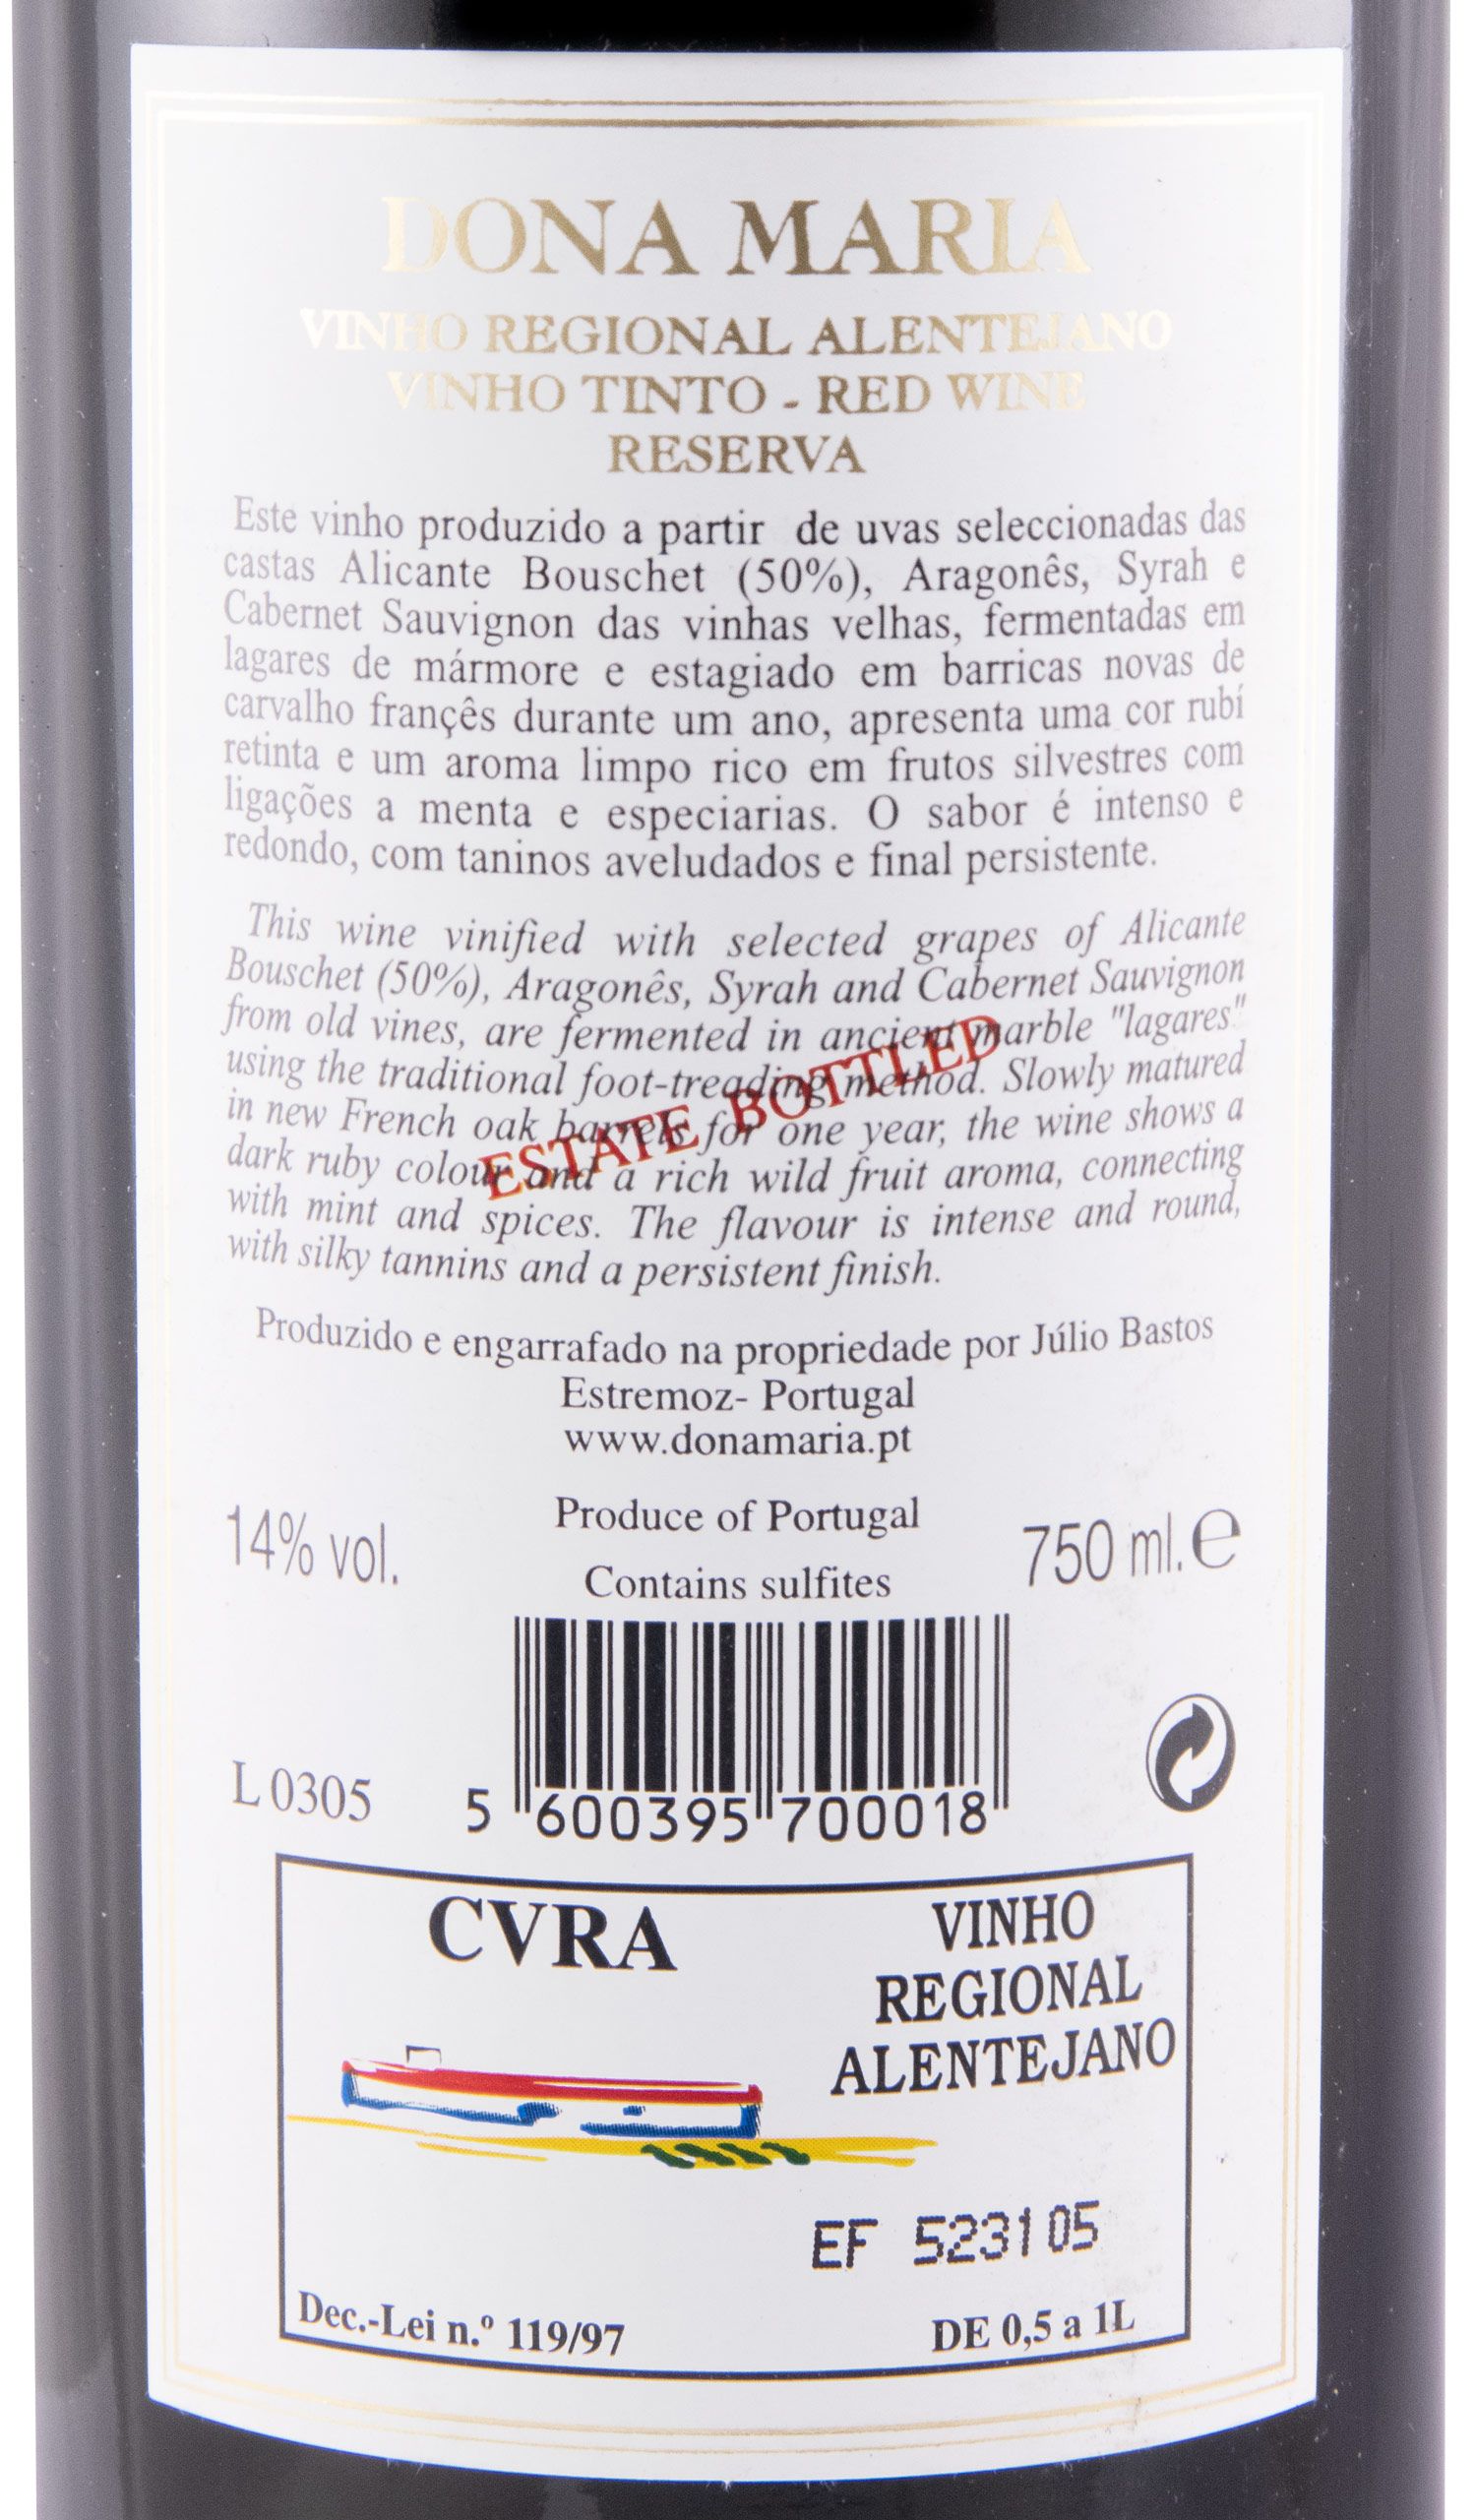 DONA MARIA
VINHO REGIONAL ALENTEJANO
VINHO TINTO - RED WINE
RESERVA
Este vinho produzido a partir de uvas seleccionadas das
castas Alicante Bouschet (50%), Aragonês, Syrah e
Cabernet Sauvignon das vinhas velhas, fermentadas em
lagares de mármore e estagiado em barricas novas de
carvalho françês durante um ano, apresenta uma cor rubí
retinta e um aroma limpo rico em frutos silvestres com
ligações a menta e especiarias. O sabor é intenso e
redondo, com taninos aveludados e final persistente.
This wine vinified with selected grapes of Alicante
Bouschet (50%), Aragonês, Syrah and Cabernet Sauvignon
from old vines, are fermented in ancient marble "lagares"
using the traditional foot-treading method. Slowly matured
in new French oak barrels for one year, the wine shows a
dark ruby colour and a rich wild fruit aroma, connecting
with mint and spices. The flavour is intense and round,
with silky tannins and a persistent finish.
ESTATE BOTTLED
Produzido e engarrafado na propriedade por Júlio Bastos
Estremoz- Portugal
www.donamaria.pt
Produce of Portugal
14% vol.
750 ml. e
Contains sulfites
L 0305
5 600395 700018
CVRA
VINHO
REGIONAL
ALENTEJANO
EF 523105
Dec.-Lei n.º 119/97
DE 0,5 a 1L